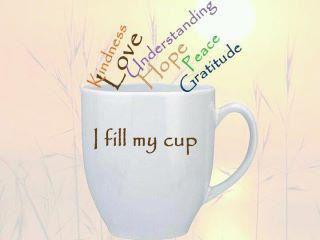 Kindness
Love
Understanding
Hope
Peace
Gratitude
I fill my cup